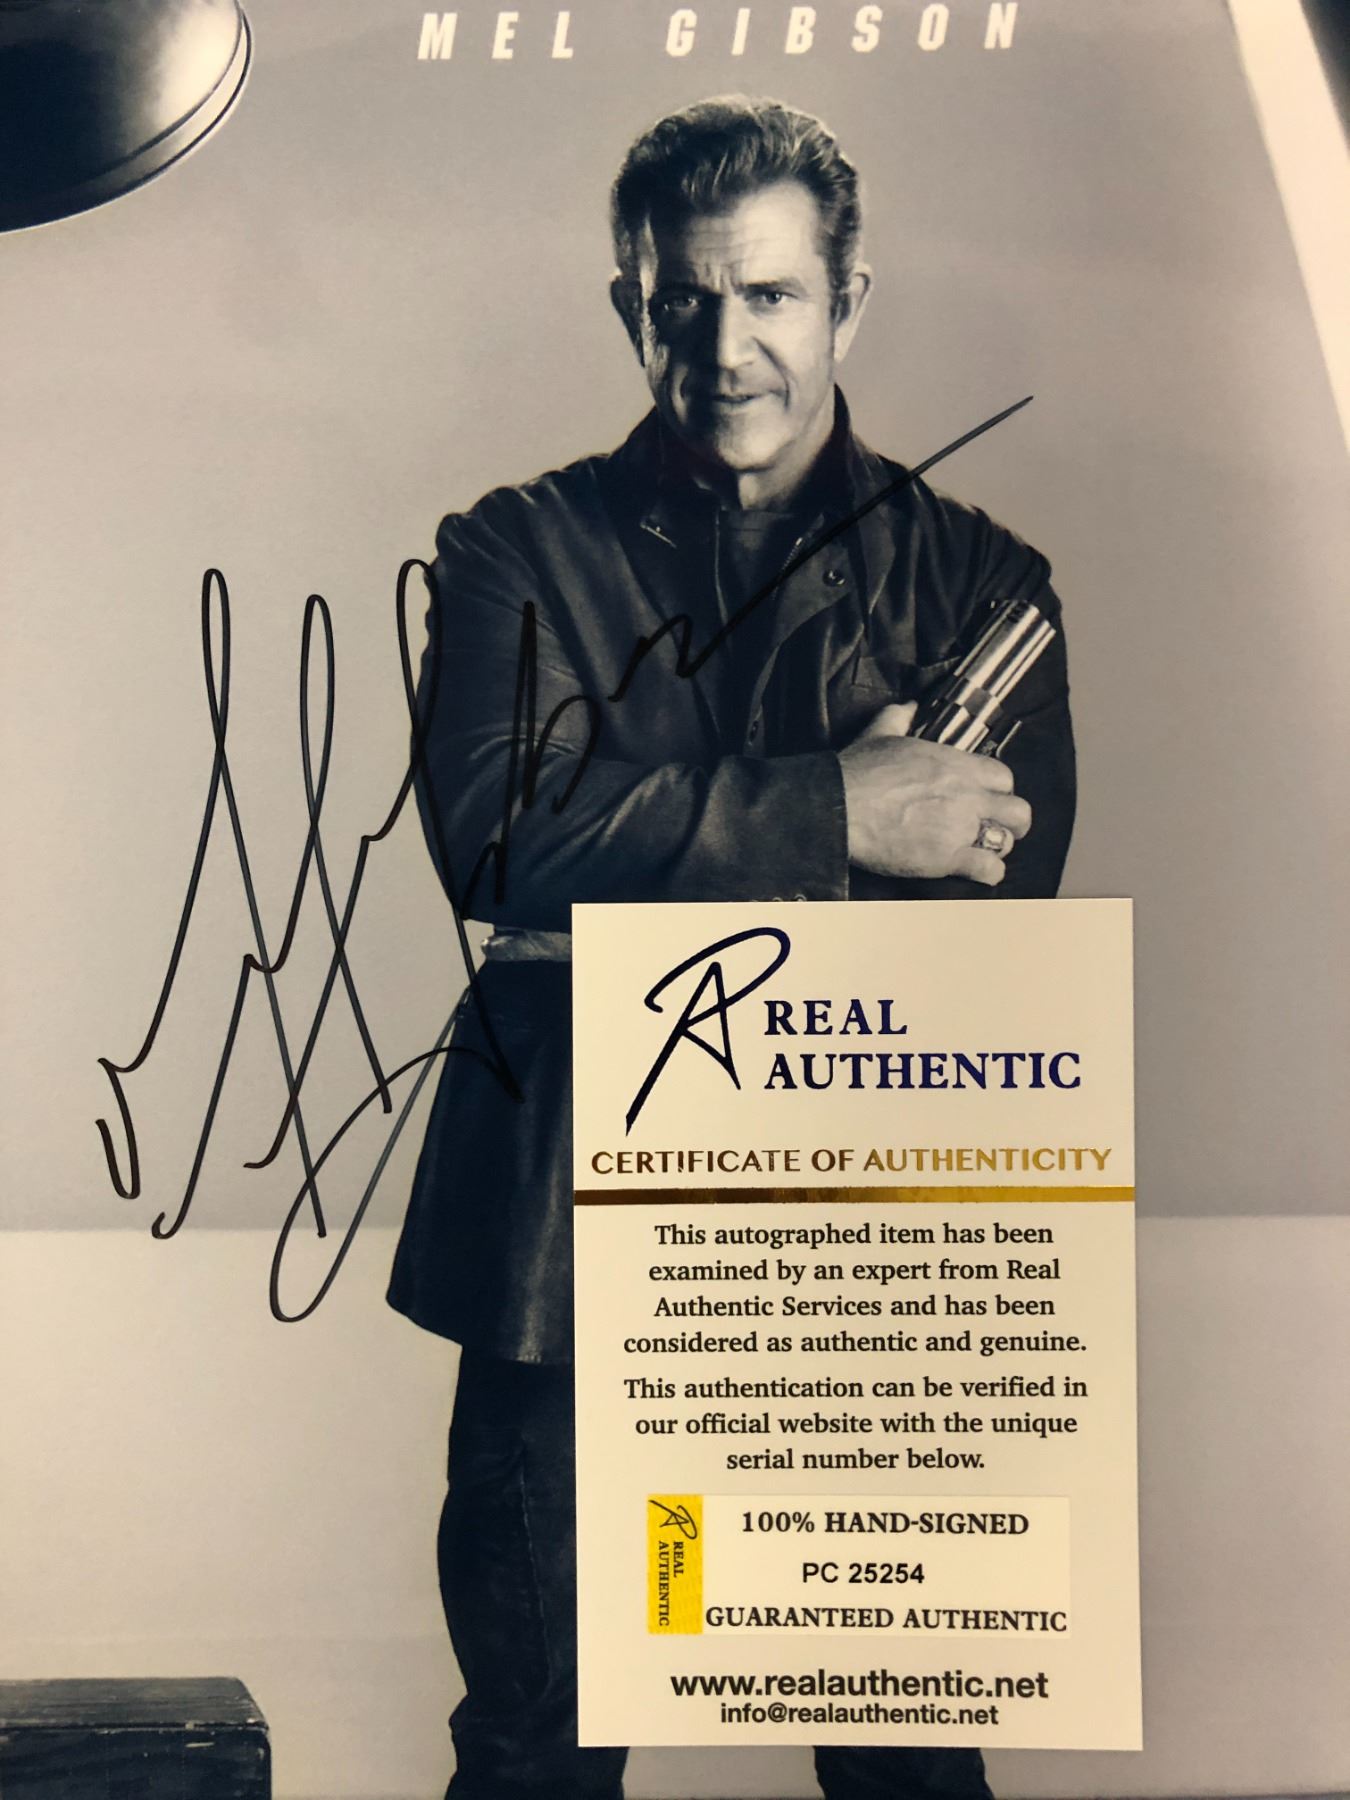 MEL GIBSON
REAL
AUTHENTIC
CERTIFICATE OF AUTHENTICITY
This autographed item has been
examined by an expert from Real
Authentic Services and has been
considered as authentic and genuine.
This authentication can be verified in
our official website with the unique
serial number below.
REAL
AUTHENTIC
100% HAND-SIGNED
PC 25254
GUARANTEED AUTHENTIC
www.realauthentic.net
info@realauthentic.net